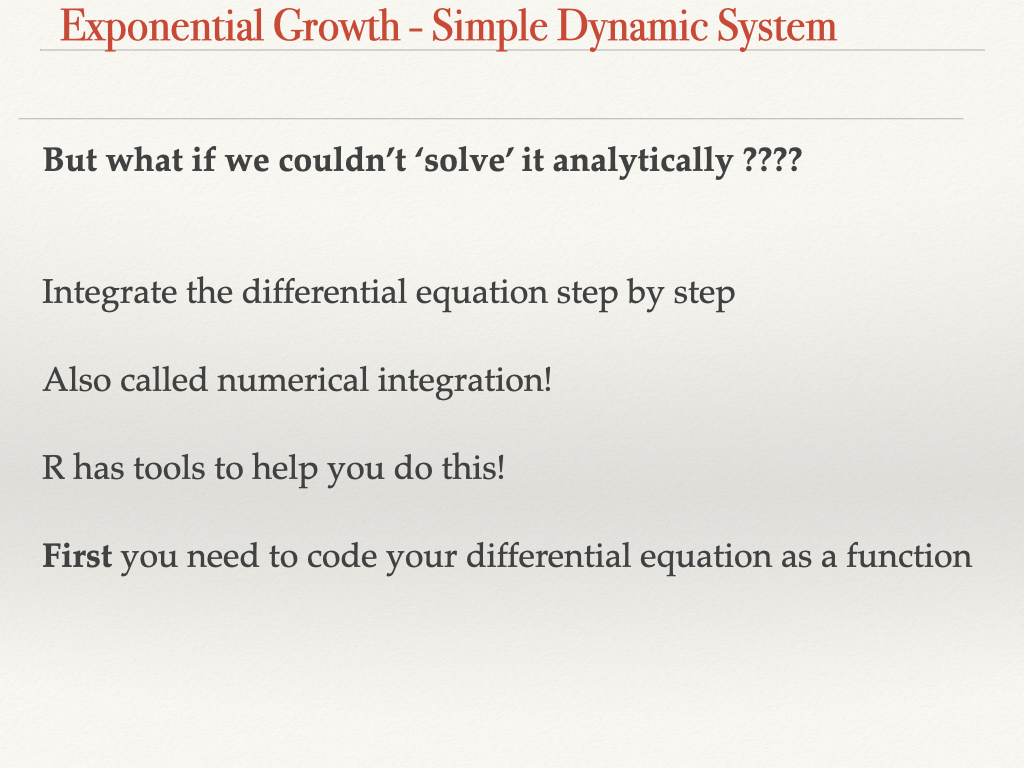 Exponential Growth - Simple Dynamic System
But what if we couldn’t ‘solve’ it analytically ????
Integrate the differential equation step by step
Also called numerical integration!
R has tools to help you do this!
First you need to code your differential equation as a function